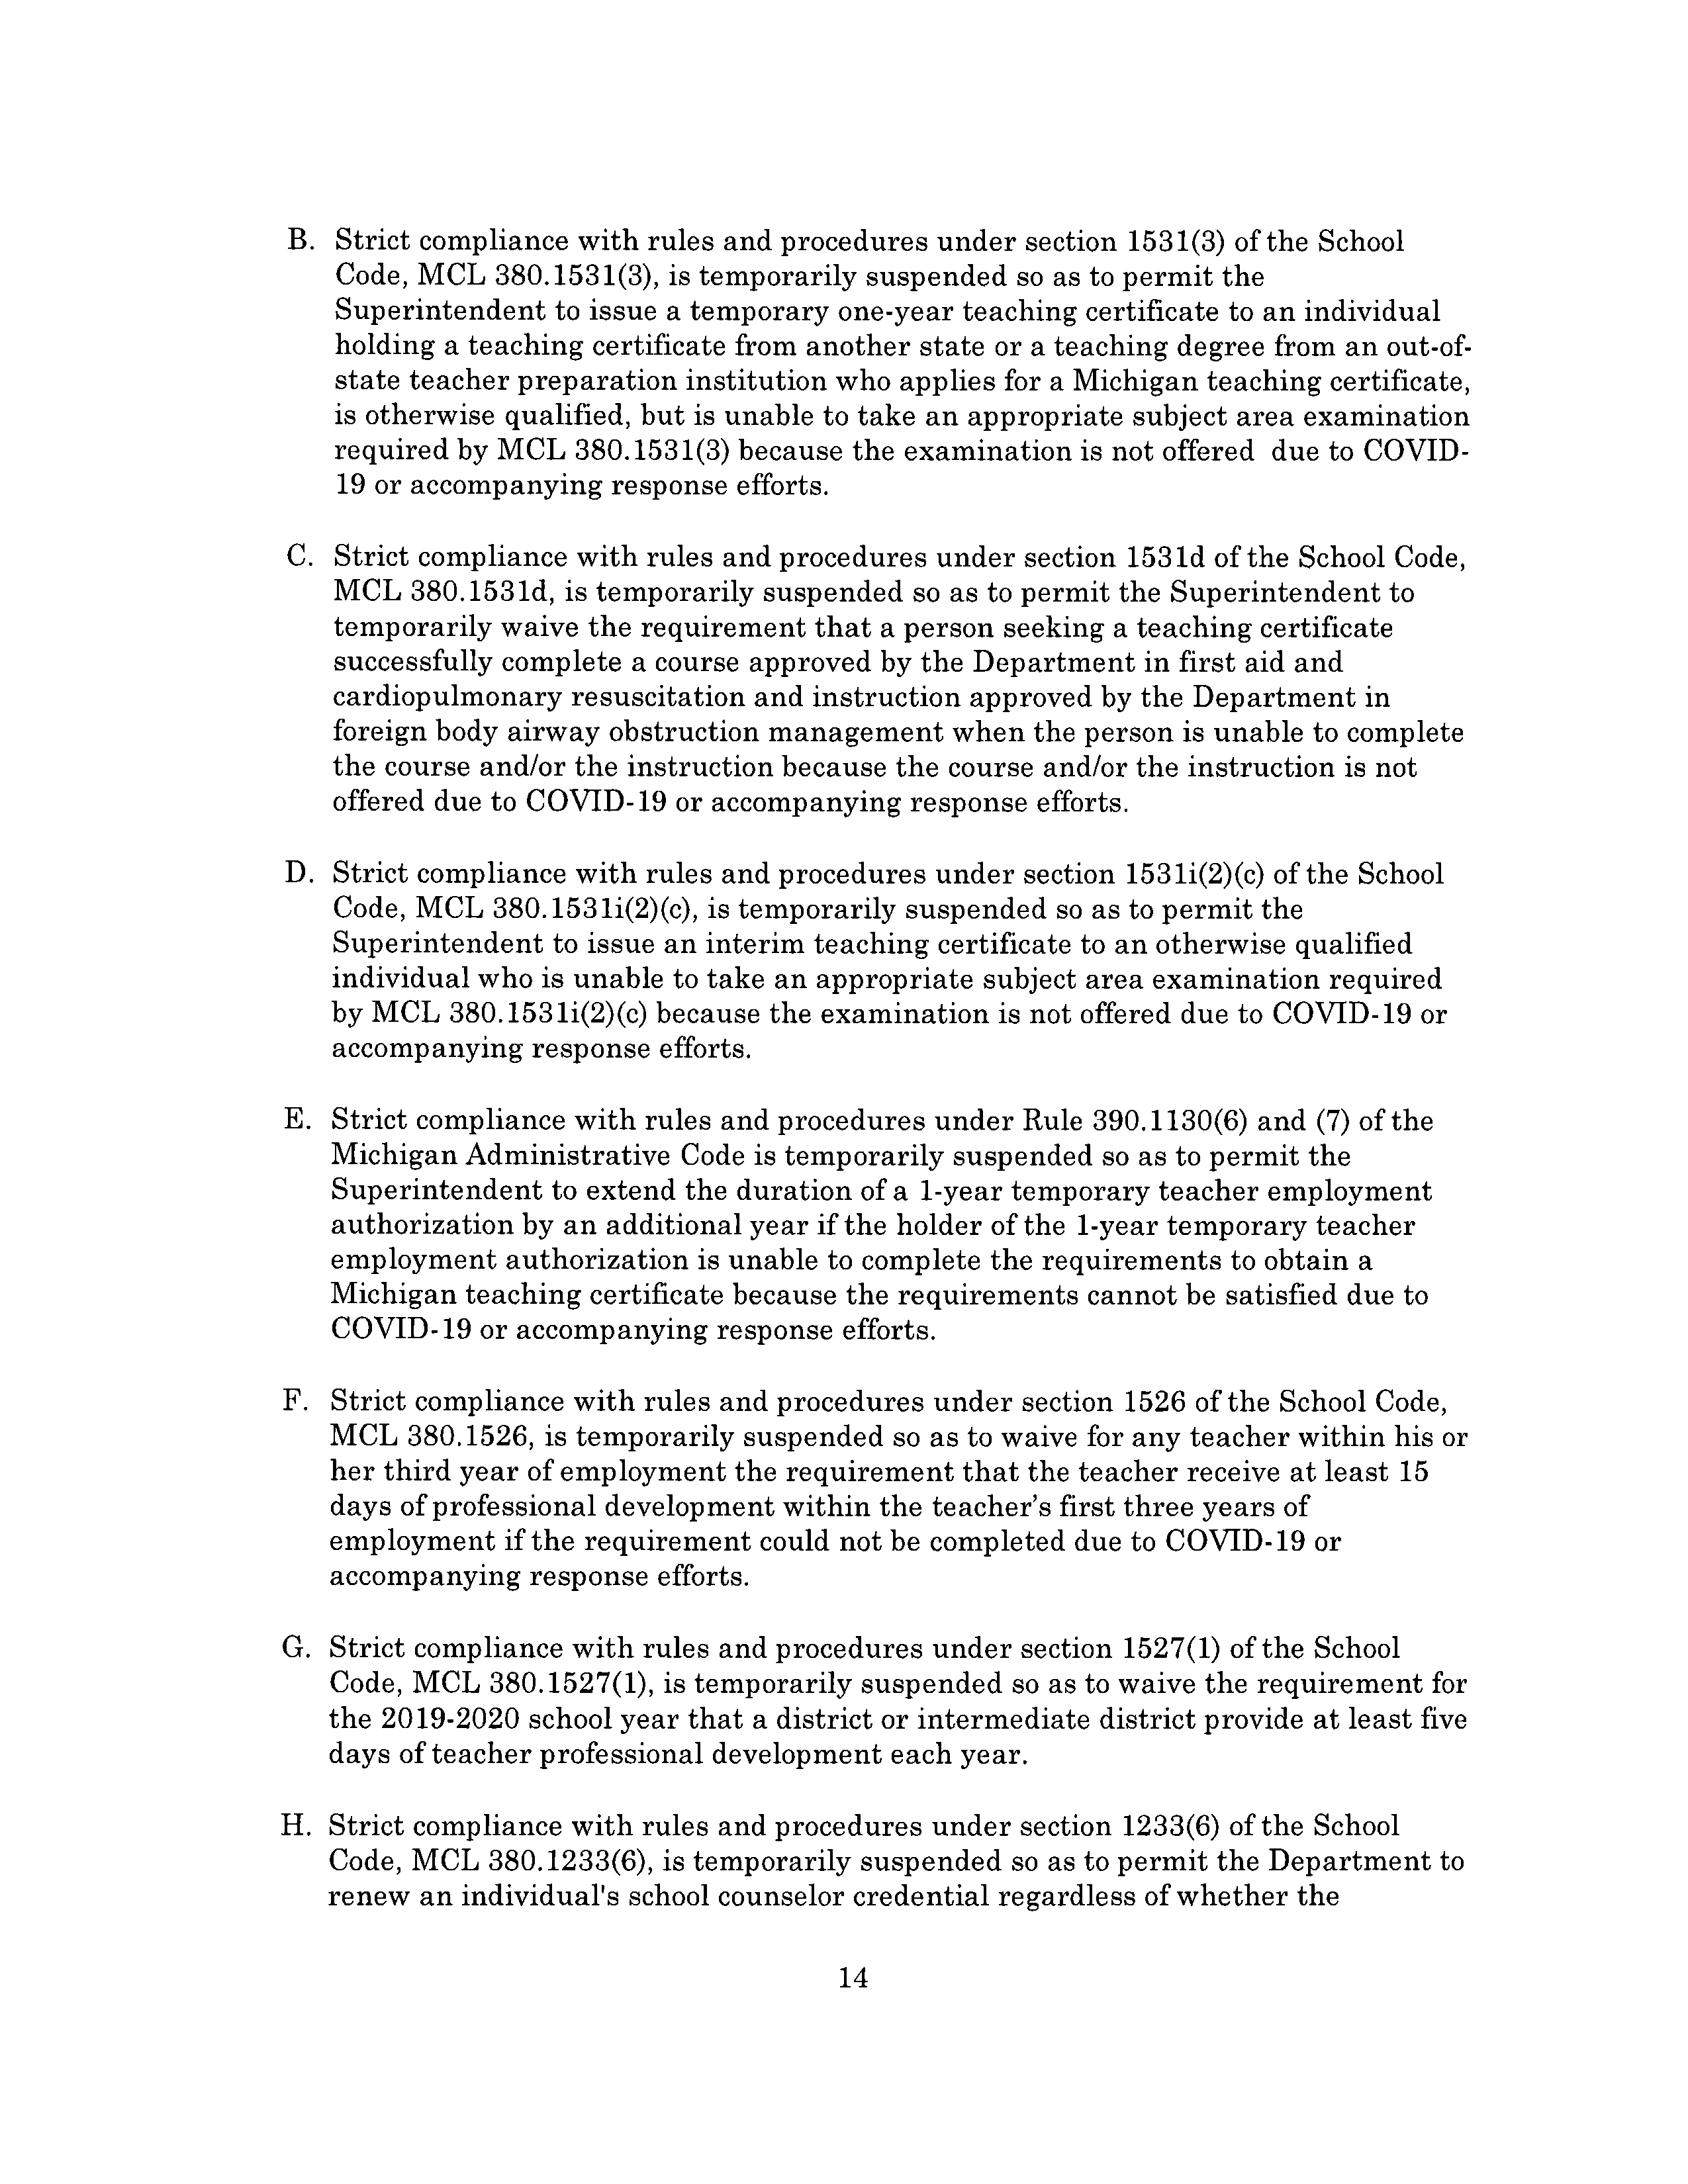 B. Strict compliance with rules and procedures under section 1531(3) of the School
Code, MCL 380.1531(3), is temporarily suspended so as to permit the
Superintendent to issue a temporary one-year teaching certificate to an individual
holding a teaching certificate from another state or a teaching degree from an out-of-
state teacher preparation institution who applies for a Michigan teaching certificate,
is otherwise qualified, but is unable to take an appropriate subject area examination
required by MCL 380.1531(3) because the examination is not offered due to COVID-
19 or accompanying response efforts.
C. Strict compliance with rules and procedures under section 1531d of the School Code,
MCL 380.1531d, is temporarily suspended so as to permit the Superintendent to
temporarily waive the requirement that a person seeking a teaching certificate
successfully complete a course approved by the Department in first aid and
cardiopulmonary resuscitation and instruction approved by the Department in
foreign body airway obstruction management when the person is unable to complete
the course and/or the instruction because the course and/or the instruction is not
offered due to COVID-19 or accompanying response efforts.
D. Strict compliance with rules and procedures under section 1531i(2)(c) of the School
Code, MCL 380.1531i(2)(c), is temporarily suspended so as to permit the
Superintendent to issue an interim teaching certificate to an otherwise qualified
individual who is unable to take an appropriate subject area examination required
by MCL 380.1531i(2)(c) because the examination is not offered due to COVID-19 or
accompanying response efforts.
E. Strict compliance with rules and procedures under Rule 390.1130(6) and (7) of the
Michigan Administrative Code is temporarily suspended so as to permit the
Superintendent to extend the duration of a 1-year temporary teacher employment
authorization by an additional year if the holder of the 1-year temporary teacher
employment authorization is unable to complete the requirements to obtain a
Michigan teaching certificate because the requirements cannot be satisfied due to
COVID-19 or accompanying response efforts.
F. Strict compliance with rules and procedures under section 1526 of the School Code,
MCL 380.1526, is temporarily suspended so as to waive for any teacher within his or
her third year of employment the requirement that the teacher receive at least 15
days of professional development within the teacher's first three years of
employment if the requirement could not be completed due to COVID-19 or
accompanying response efforts.
G. Strict compliance with rules and procedures under section 1527(1) of the School
Code, MCL 380.1527(1), is temporarily suspended so as to waive the requirement for
the 2019-2020 school year that a district or intermediate district provide at least five
days of teacher professional development each year.
H. Strict compliance with rules and procedures under section 1233(6) of the School
Code, MCL 380.1233(6), is temporarily suspended so as to permit the Department to
renew an individual's school counselor credential regardless of whether the
14